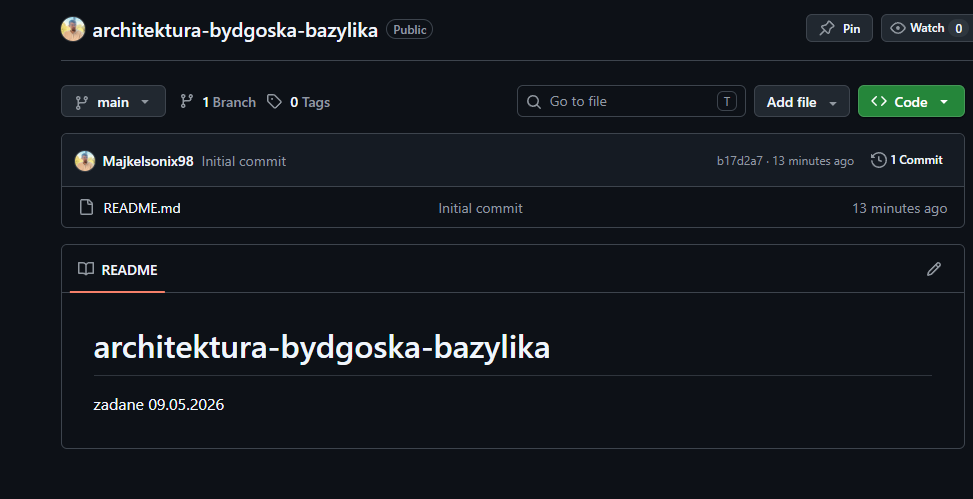 architektura-bydgoska-bazylika Public Pin Watch 0
main 1 Branch 0 Tags Go to file T Add file Code
Majkelsonix98 Initial commit b17d2a7 · 13 minutes ago 1 Commit
README.md Initial commit 13 minutes ago
README
architektura-bydgoska-bazylika
zadane 09.05.2026